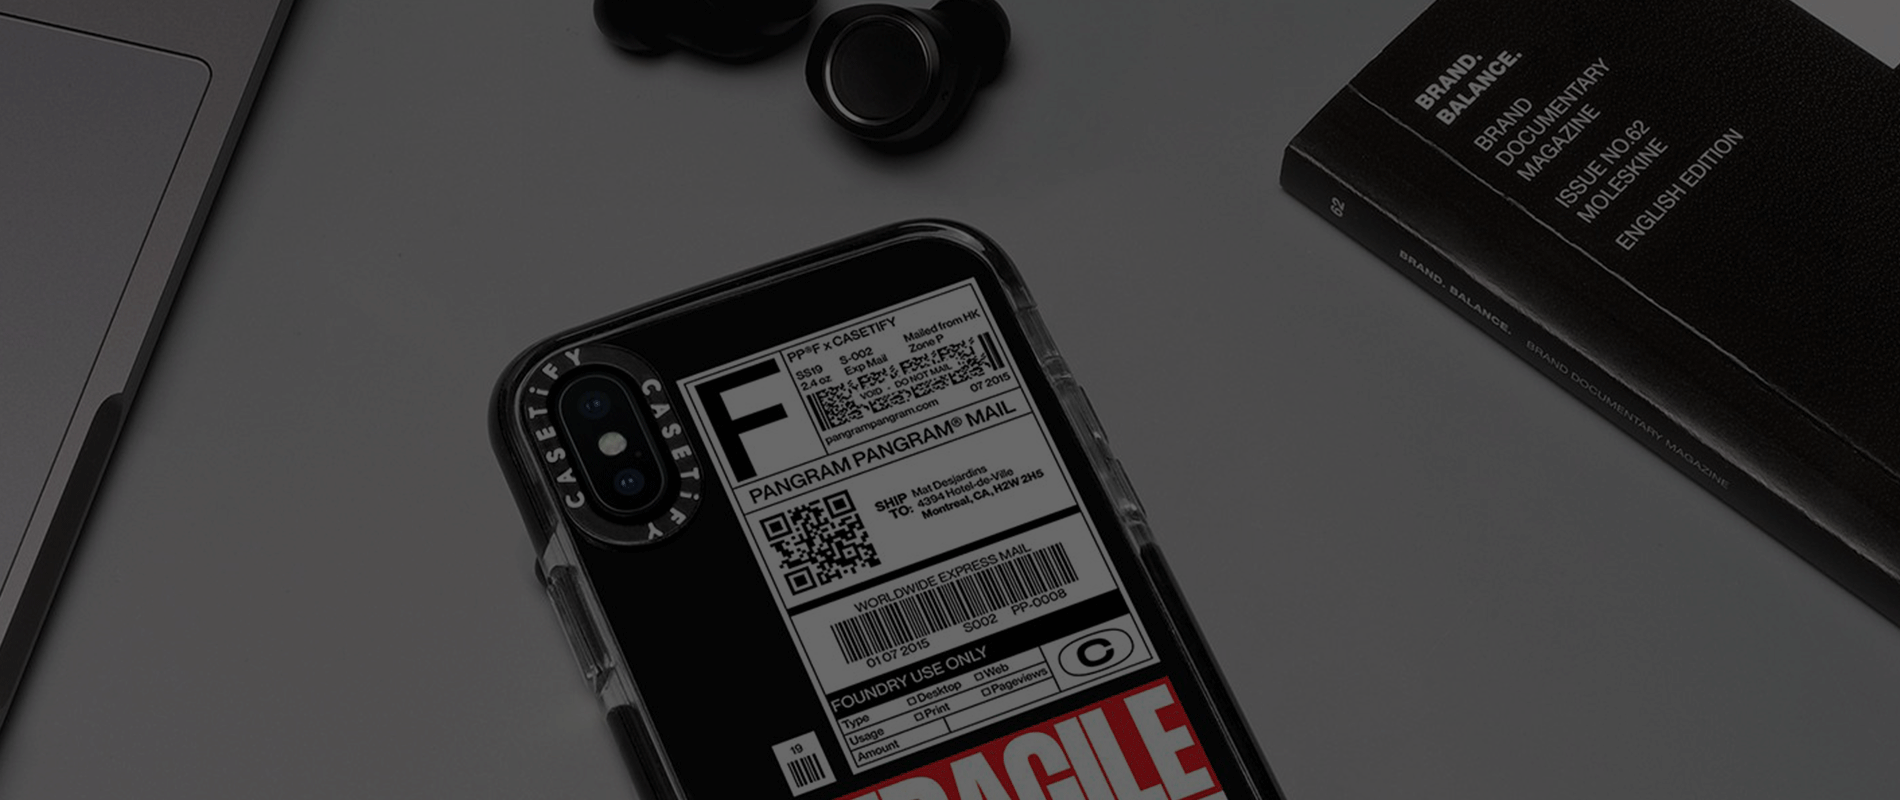 BRAND.
BALANCE.
BRAND
DOCUMENTARY
MAGAZINE
ISSUE NO.62
MOLESKINE
ENGLISH EDITION
62
BRAND. BALANCE. BRAND DOCUMENTARY MAGAZINE
CASETiFY CASETiFY
F
PP®F x CASETIFY
SS19 S-002 Mailed from HK
2.4 oz Exp Mail Zone P
VOID - DO NOT MAIL
pangrampangram.com 07 2015
PANGRAM PANGRAM® MAIL
SHIP TO:
Mat Desjardins
4394 Hotel-de-Ville
Montreal, CA, H2W 2H5
WORLDWIDE EXPRESS MAIL
01 07 2015 S002 PP-0008
FOUNDRY USE ONLY
C
Type Desktop Web
Usage Print Pageviews
Amount
19
FRAGILE